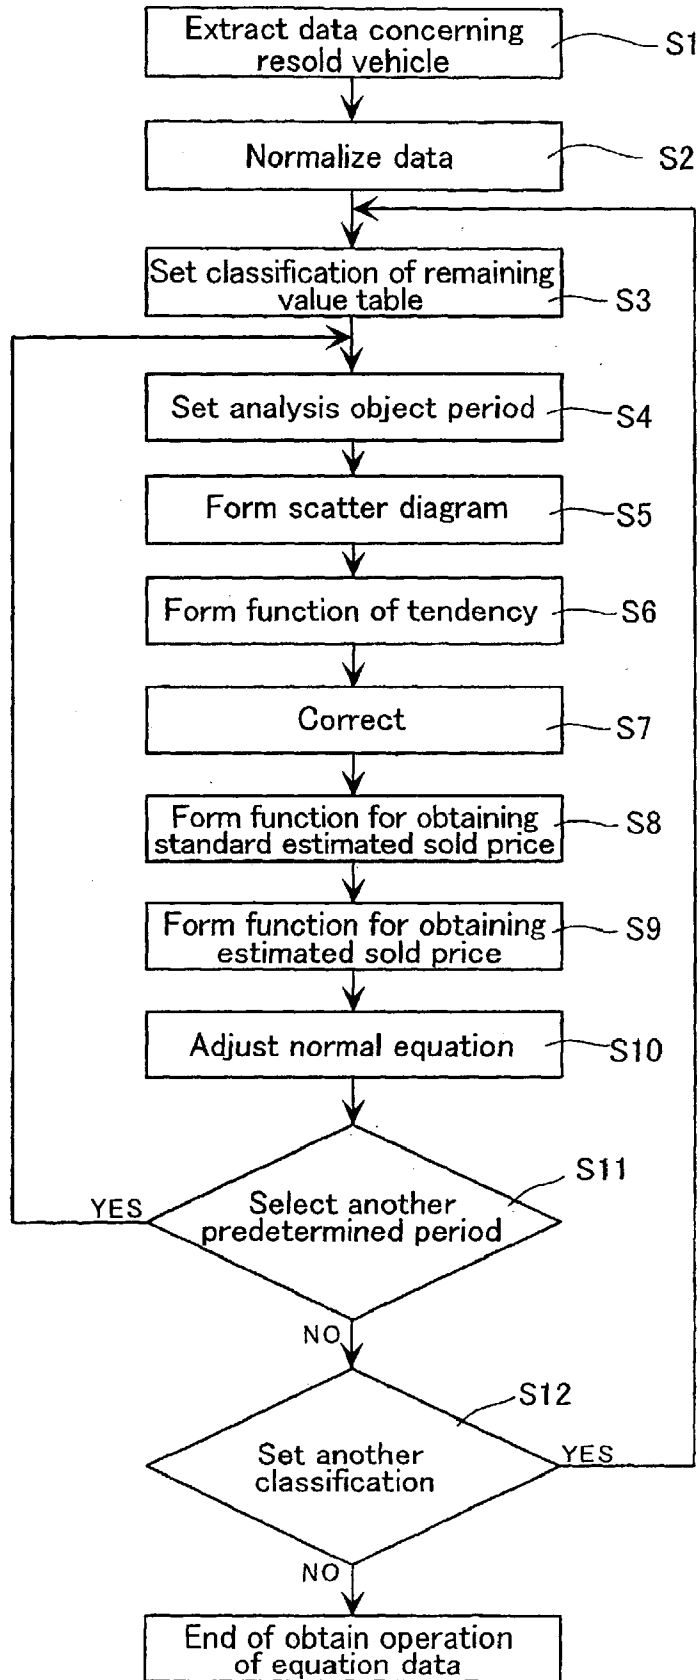 Extract data concerning
resold vehicle
S1
Normalize data
S2
Set classification of remaining
value table
S3
Set analysis object period
S4
Form scatter diagram
S5
Form function of tendency
S6
Correct
S7
Form function for obtaining
standard estimated sold price
S8
Form function for obtaining
estimated sold price
S9
Adjust normal equation
S10
S11
YES
Select another
predetermined period
NO
S12
Set another
classification
YES
NO
End of obtain operation
of equation data